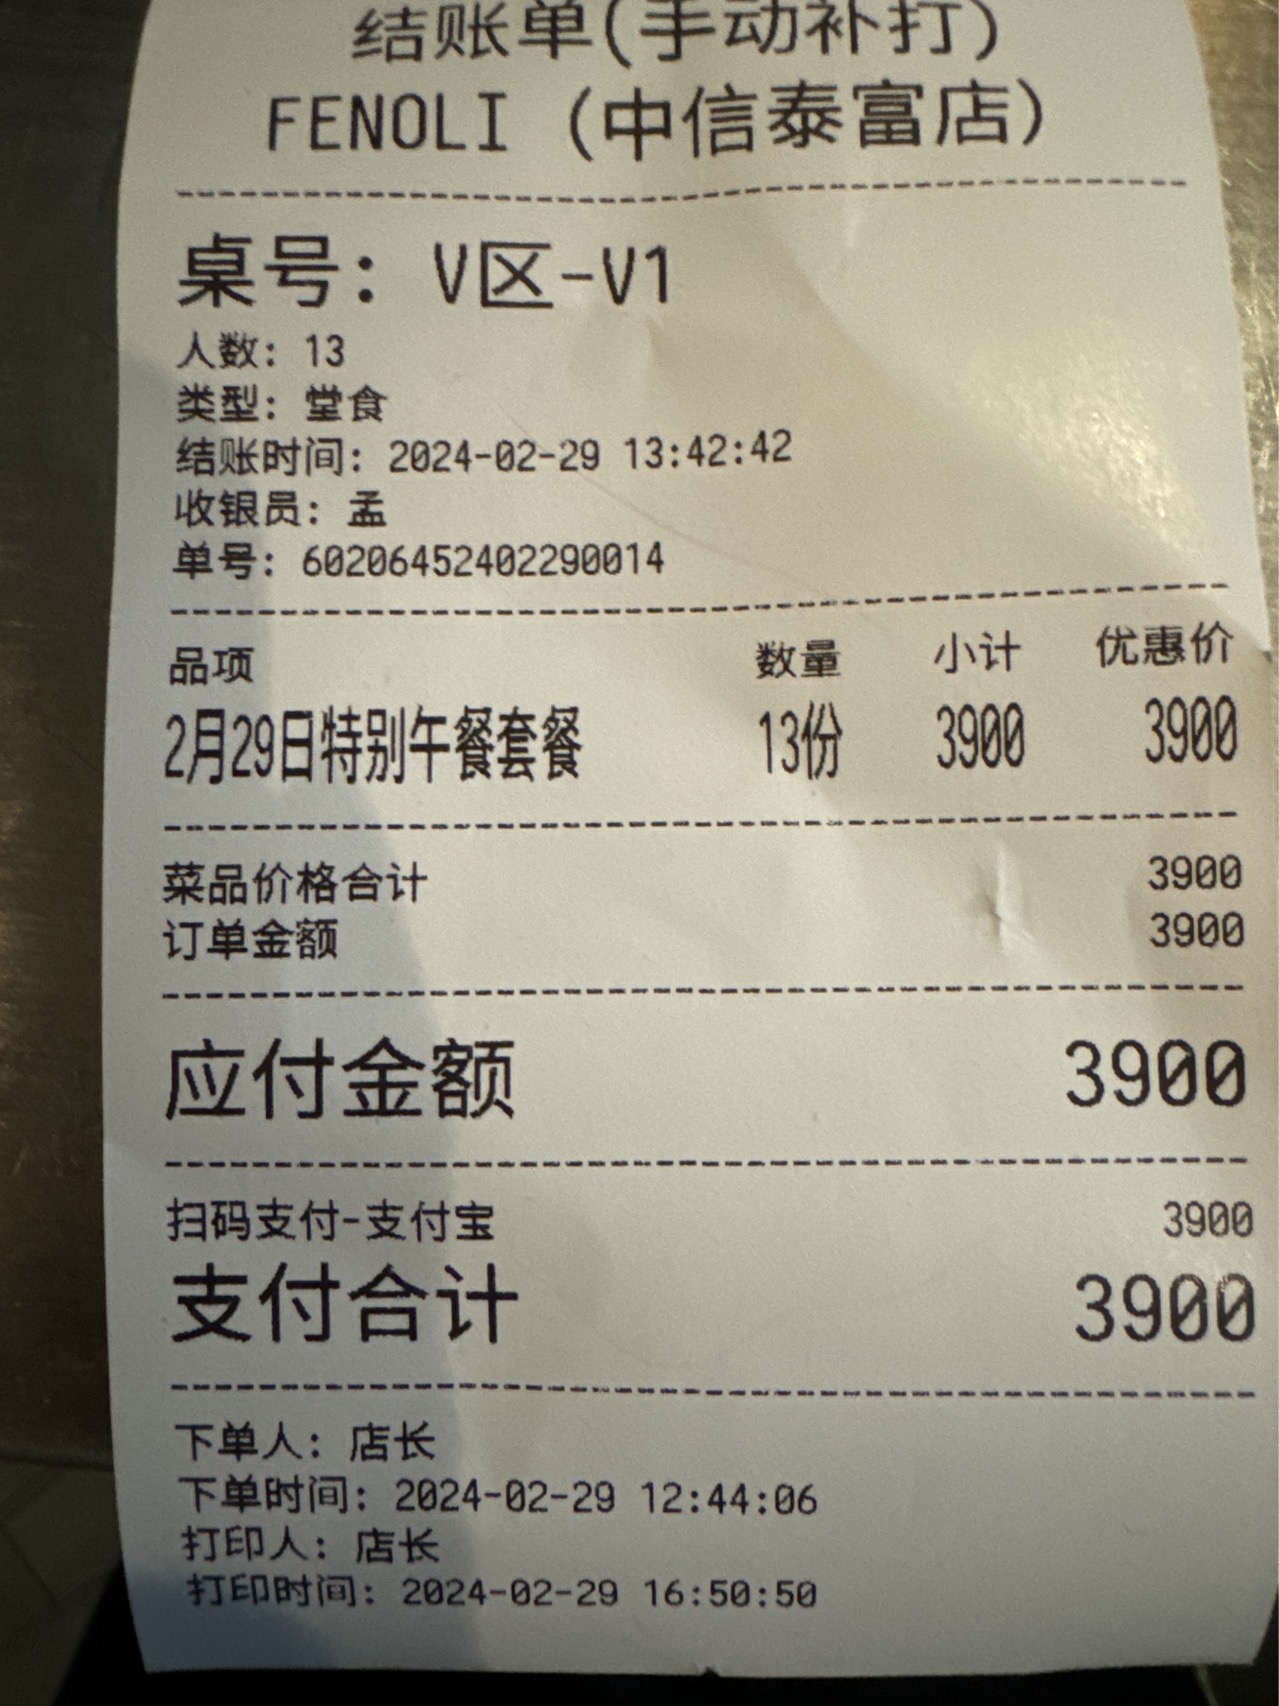 结账单(手动补打)
FENOLI (中信泰富店)
桌号: V区-V1
人数: 13
类型: 堂食
结账时间: 2024-02-29 13:42:42
收银员: 孟
单号: 60206452402290014
品项 数量 小计 优惠价
2月29日特别午餐套餐 13份 3900 3900
菜品价格合计 3900
订单金额 3900
应付金额 3900
扫码支付-支付宝 3900
支付合计 3900
下单人: 店长
下单时间: 2024-02-29 12:44:06
打印人: 店长
打印时间: 2024-02-29 16:50:50